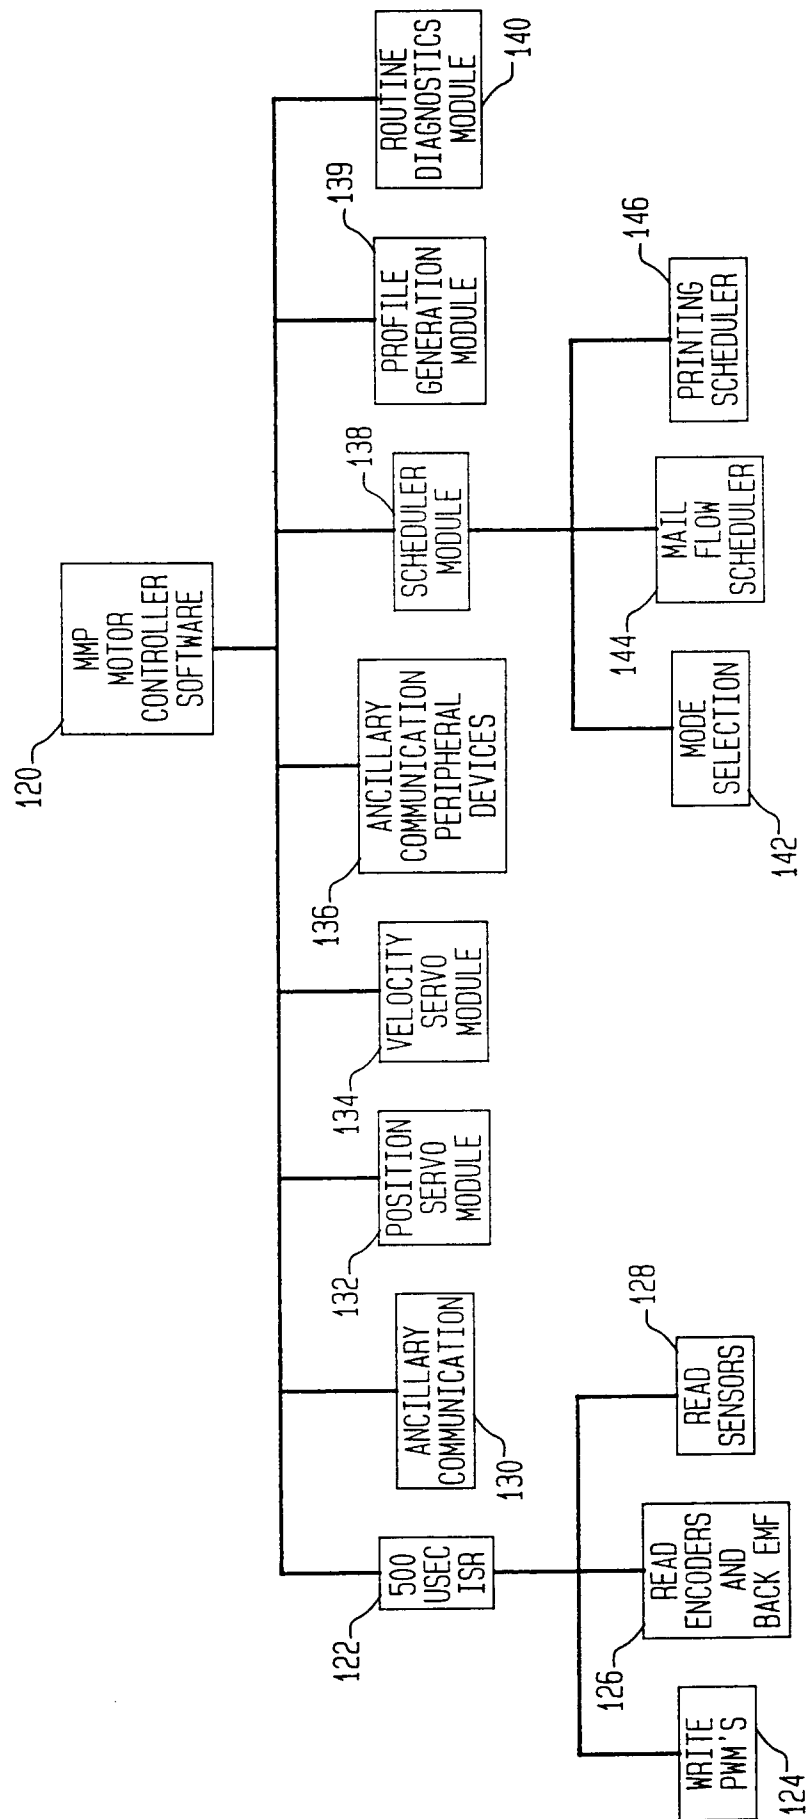 120
MMP
MOTOR
CONTROLLER
SOFTWARE
122
500
USEC
ISR
130
ANCILLARY
COMMUNICATION
132
POSITION
SERVO
MODULE
134
VELOCITY
SERVO
MODULE
136
ANCILLARY
COMMUNICATION
PERIPHERAL
DEVICES
138
SCHEDULER
MODULE
139
PROFILE
GENERATION
MODULE
140
ROUTINE
DIAGNOSTICS
MODULE
124
WRITE
PWM'S
126
READ
ENCODERS
AND
BACK EMF
128
READ
SENSORS
142
MODE
SELECTION
144
MAIL
FLOW
SCHEDULER
146
PRINTING
SCHEDULER